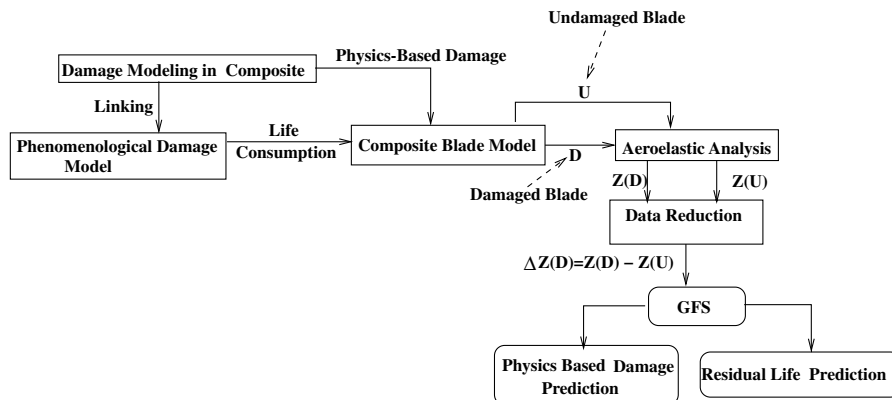 Undamaged Blade
Physics-Based Damage
Damage Modeling in Composite
U
Linking
Life
Consumption
Phenomenological Damage
Model
Composite Blade Model
D
Aeroelastic Analysis
Damaged Blade
Z(D)
Z(U)
Data Reduction
Δ Z(D)=Z(D) − Z(U)
GFS
Physics Based Damage
Prediction
Residual Life Prediction